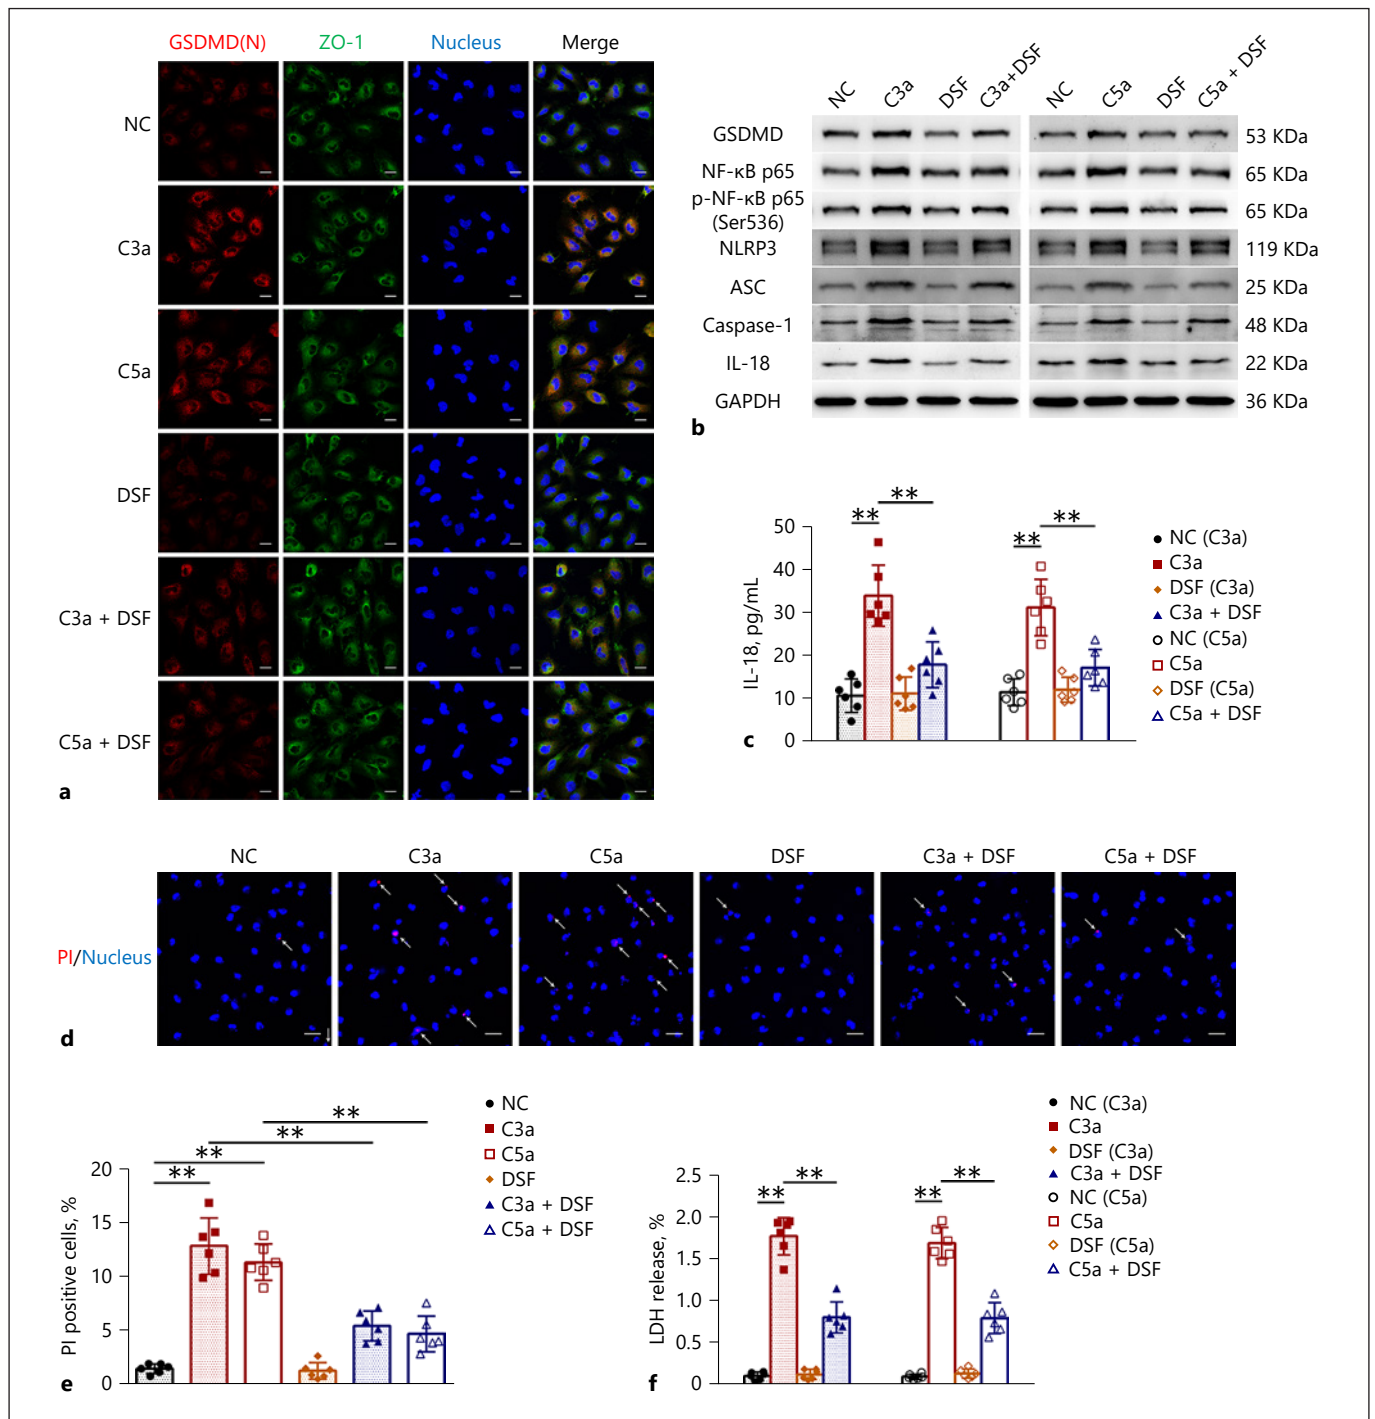 GSDMD(N) ZO-1 Nucleus Merge
NC
C3a
C5a
DSF
C3a + DSF
C5a + DSF
a
NC C3a DSF C3a+DSF NC C5a DSF C5a + DSF
GSDMD 53 KDa
NF-κB p65 65 KDa
p-NF-κB p65
(Ser536) 65 KDa
NLRP3 119 KDa
ASC 25 KDa
Caspase-1 48 KDa
IL-18 22 KDa
GAPDH 36 KDa
b
IL-18, pg/mL
50
40
30
20
10
0
** ** ** **
NC (C3a)
C3a
DSF (C3a)
C3a + DSF
NC (C5a)
C5a
DSF (C5a)
C5a + DSF
c
NC C3a C5a DSF C3a + DSF C5a + DSF
PI/Nucleus
d
PI positive cells, %
20
15
10
5
0
** ** ** **
NC
C3a
C5a
DSF
C3a + DSF
C5a + DSF
e
LDH release, %
2.5
2.0
1.5
1.0
0.5
0
** ** ** **
NC (C3a)
C3a
DSF (C3a)
C3a + DSF
NC (C5a)
C5a
DSF (C5a)
C5a + DSF
f